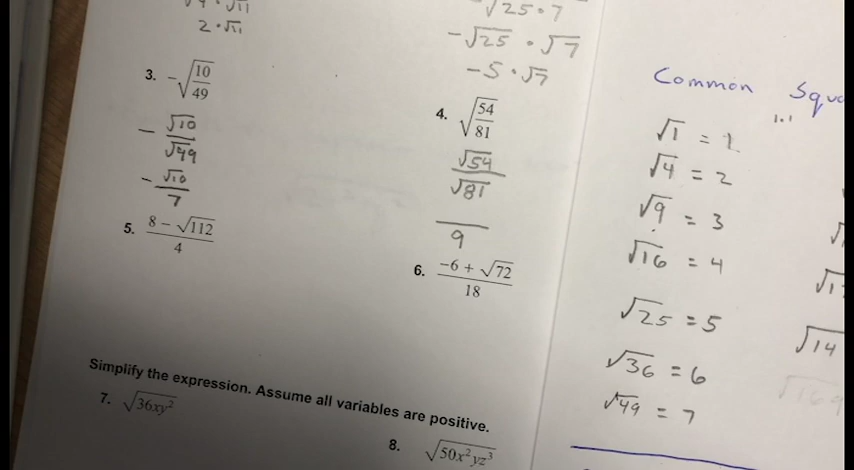 √4 · √11
2 · √11
√25 · 7
-√25 · √7
-5 · √7
3. -√(10/49)
-√10/√49
-√10/7
4. √(54/81)
√54/√81
9
5. (8 - √112)/4
6. (-6 + √72)/18
Simplify the expression. Assume all variables are positive.
7. √36xy²
8. √50x²yz³
Common
√1 = 1
√4 = 2
√9 = 3
√16 = 4
√25 = 5
√36 = 6
√49 = 7